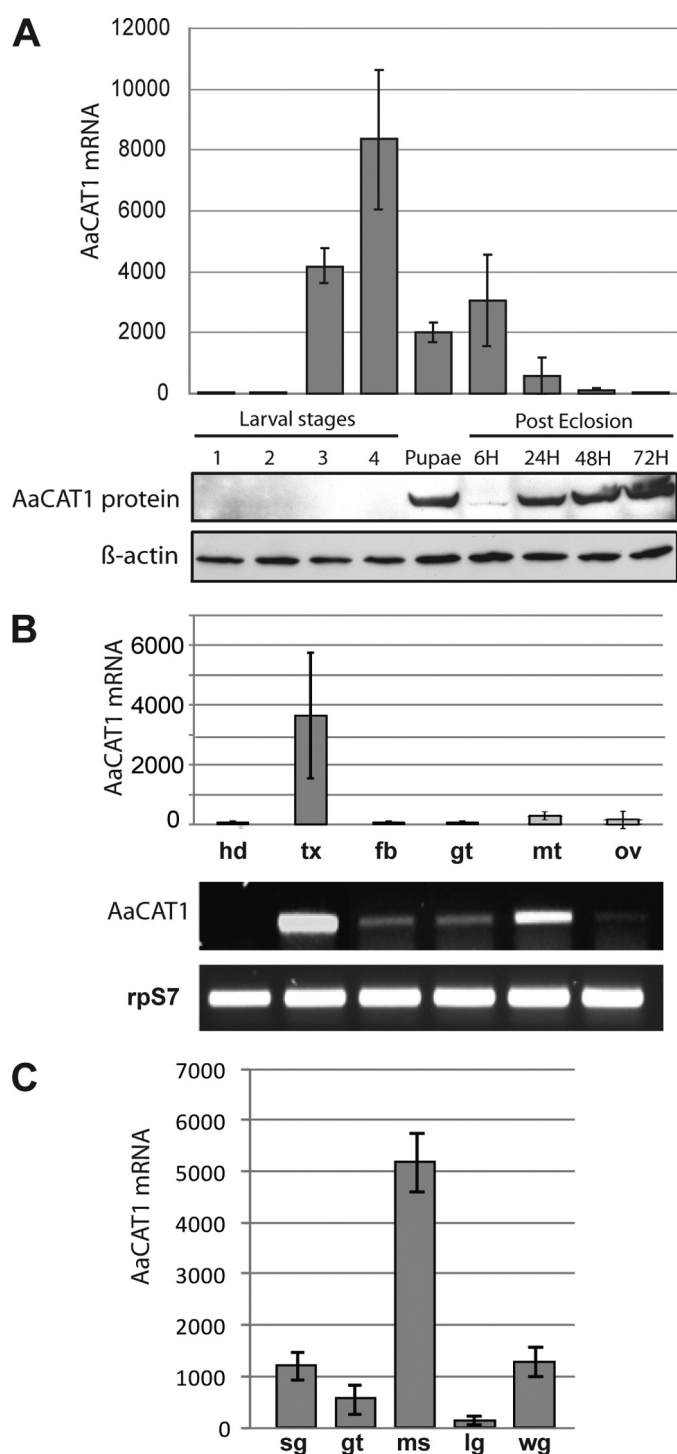 A
AaCAT1 mRNA
12000
10000
8000
6000
4000
2000
0
Larval stages Post Eclosion
1 2 3 4 Pupae 6H 24H 48H 72H
AaCAT1 protein
ß-actin
B
AaCAT1 mRNA
6000
4000
2000
0
hd tx fb gt mt ov
AaCAT1
rpS7
C
AaCAT1 mRNA
7000
6000
5000
4000
3000
2000
1000
0
sg gt ms lg wg